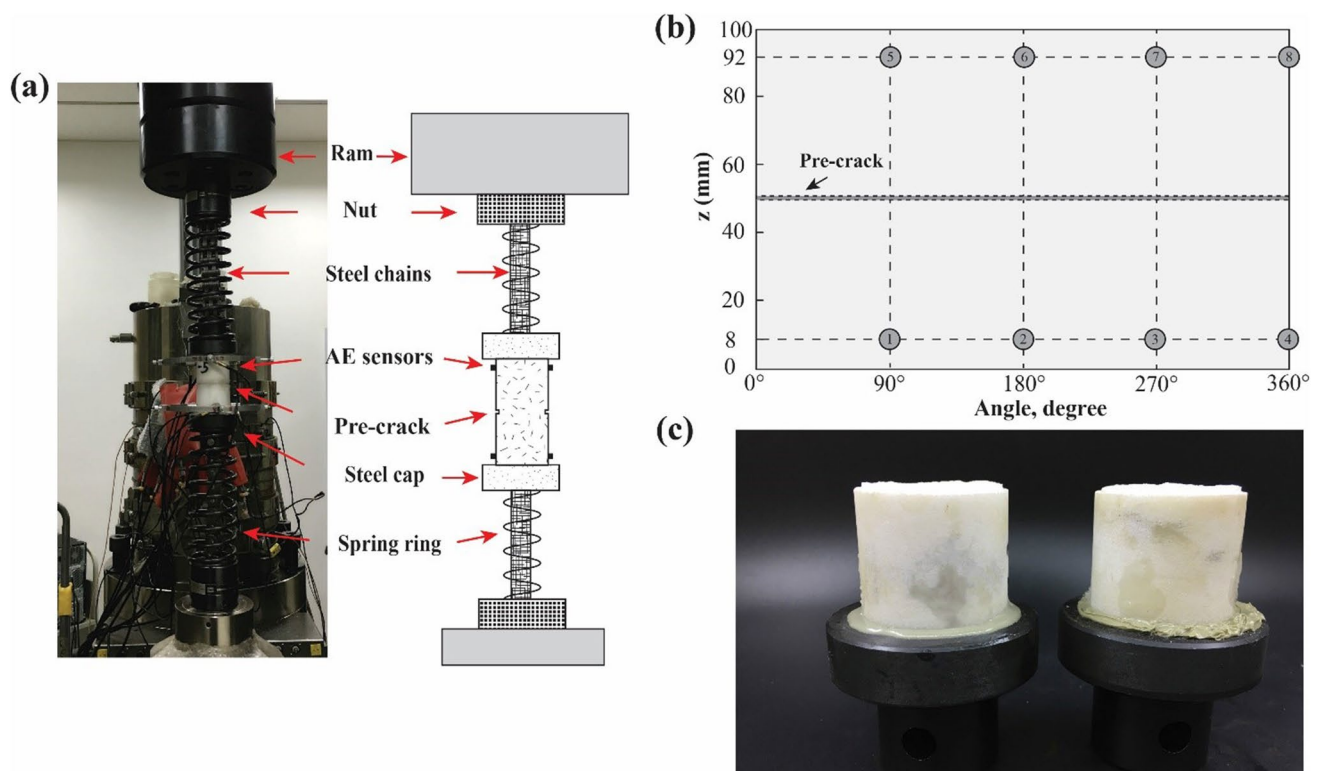 (a)
Ram
Nut
Steel chains
AE sensors
Pre-crack
Steel cap
Spring ring
(b)
100
92
80
60
40
20
8
0
z (mm)
Pre-crack
5
6
7
8
1
2
3
4
0°
90°
180°
270°
360°
Angle, degree
(c)